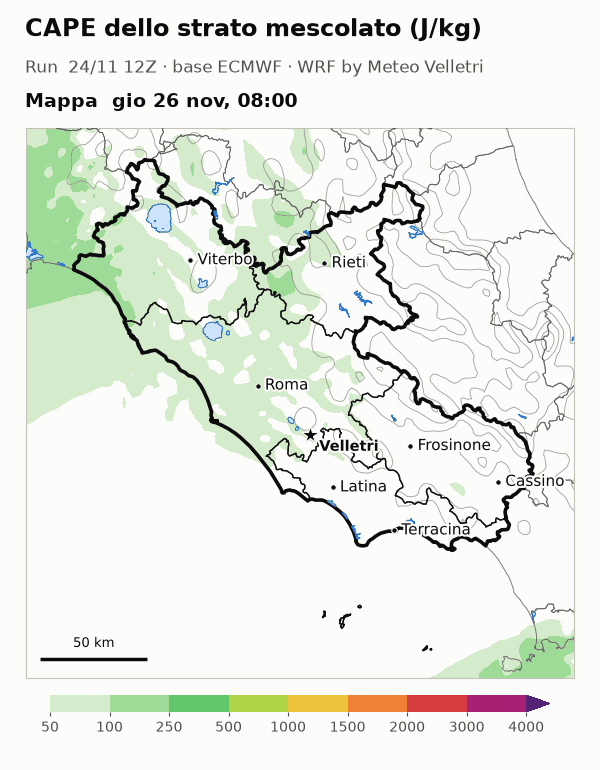 CAPE dello strato mescolato (J/kg)
Run  24/11 12Z · base ECMWF · WRF by Meteo Velletri
Mappa  gio 26 nov, 08:00
Viterbo
Rieti
Roma
Velletri
Frosinone
Cassino
Latina
Terracina
50 km
50 100 250 500 1000 1500 2000 3000 4000